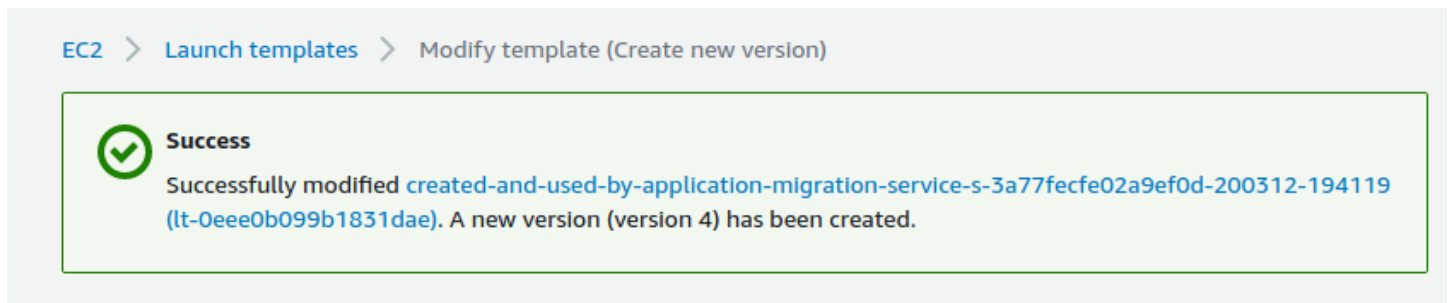 EC2 > Launch templates > Modify template (Create new version)
Success
Successfully modified created-and-used-by-application-migration-service-s-3a77fecfe02a9ef0d-200312-194119
(lt-0eee0b099b1831dae). A new version (version 4) has been created.